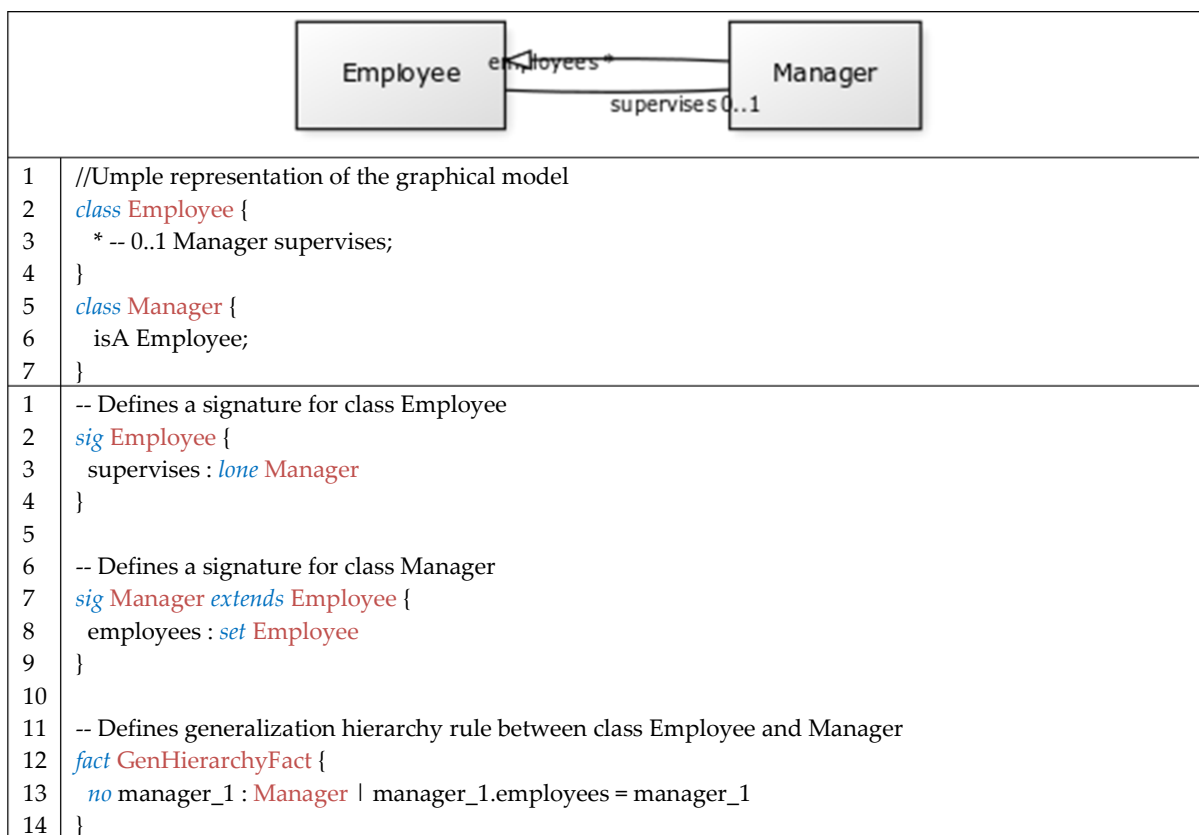 Employee
employees *
Manager
supervises 0..1
1 //Umple representation of the graphical model
2 class Employee {
3 * -- 0..1 Manager supervises;
4 }
5 class Manager {
6 isA Employee;
7 }
1 -- Defines a signature for class Employee
2 sig Employee {
3 supervises : lone Manager
4 }
5
6 -- Defines a signature for class Manager
7 sig Manager extends Employee {
8 employees : set Employee
9 }
10
11 -- Defines generalization hierarchy rule between class Employee and Manager
12 fact GenHierarchyFact {
13 no manager_1 : Manager | manager_1.employees = manager_1
14 }